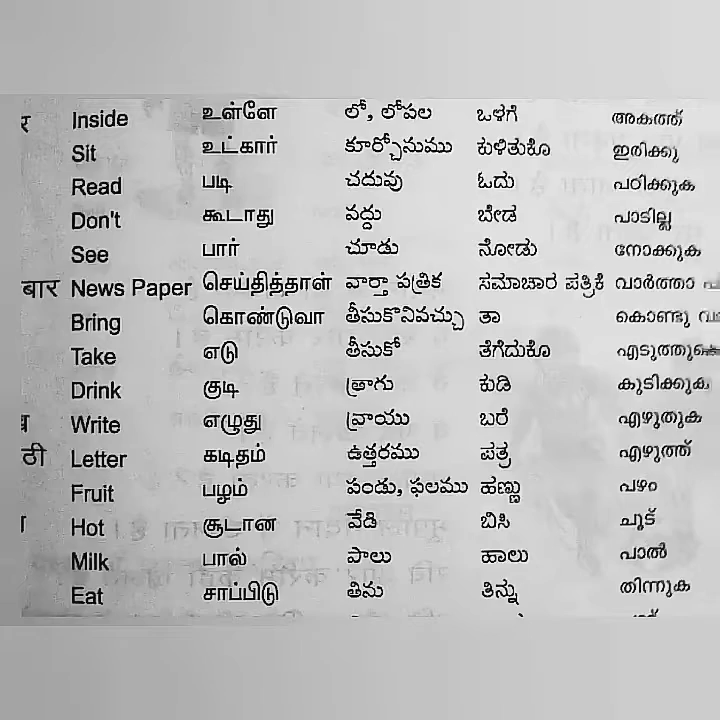 Inside உள்ளே లో, లోపల ಒಳಗೆ അകത്ത്
Sit உட்கார் కూర్చోనుము ಕುಳಿತುಕೊ ഇരിക്കു
Read படி చదువు ಓದು പഠിക്കുക
Don't கூடாது వద్దు ಬೇಡ പാടില്ല
See பார் చూడు ನೋಡು നോക്കുക
बार News Paper செய்தித்தாள் వార్తా పత్రిక ಸಮಾಚಾರ ಪತ್ರಿಕೆ വാർത്താ
Bring கொண்டுவா తీసుకొనివచ్చు ತಾ കൊണ്ടു
Take எடு తీసుకో ತೆಗೆದುಕೊ
Drink குடி త్రాగు ಕುಡಿ കുടിക്കുക
Write எழுது వ్రాయు ಬರೆ എഴുതുക
ठी Letter கடிதம் ఉత్తరము ಪತ್ರ എഴുത്ത്
Fruit பழம் పండు, ఫలము ಹಣ್ಣು പഴം
Hot சூடான వేడి ಬಿಸಿ ചൂട്
Milk பால் పాలు ಹಾಲು പാൽ
Eat சாப்பிடு తిను ತಿನ್ನು തിന്നുക